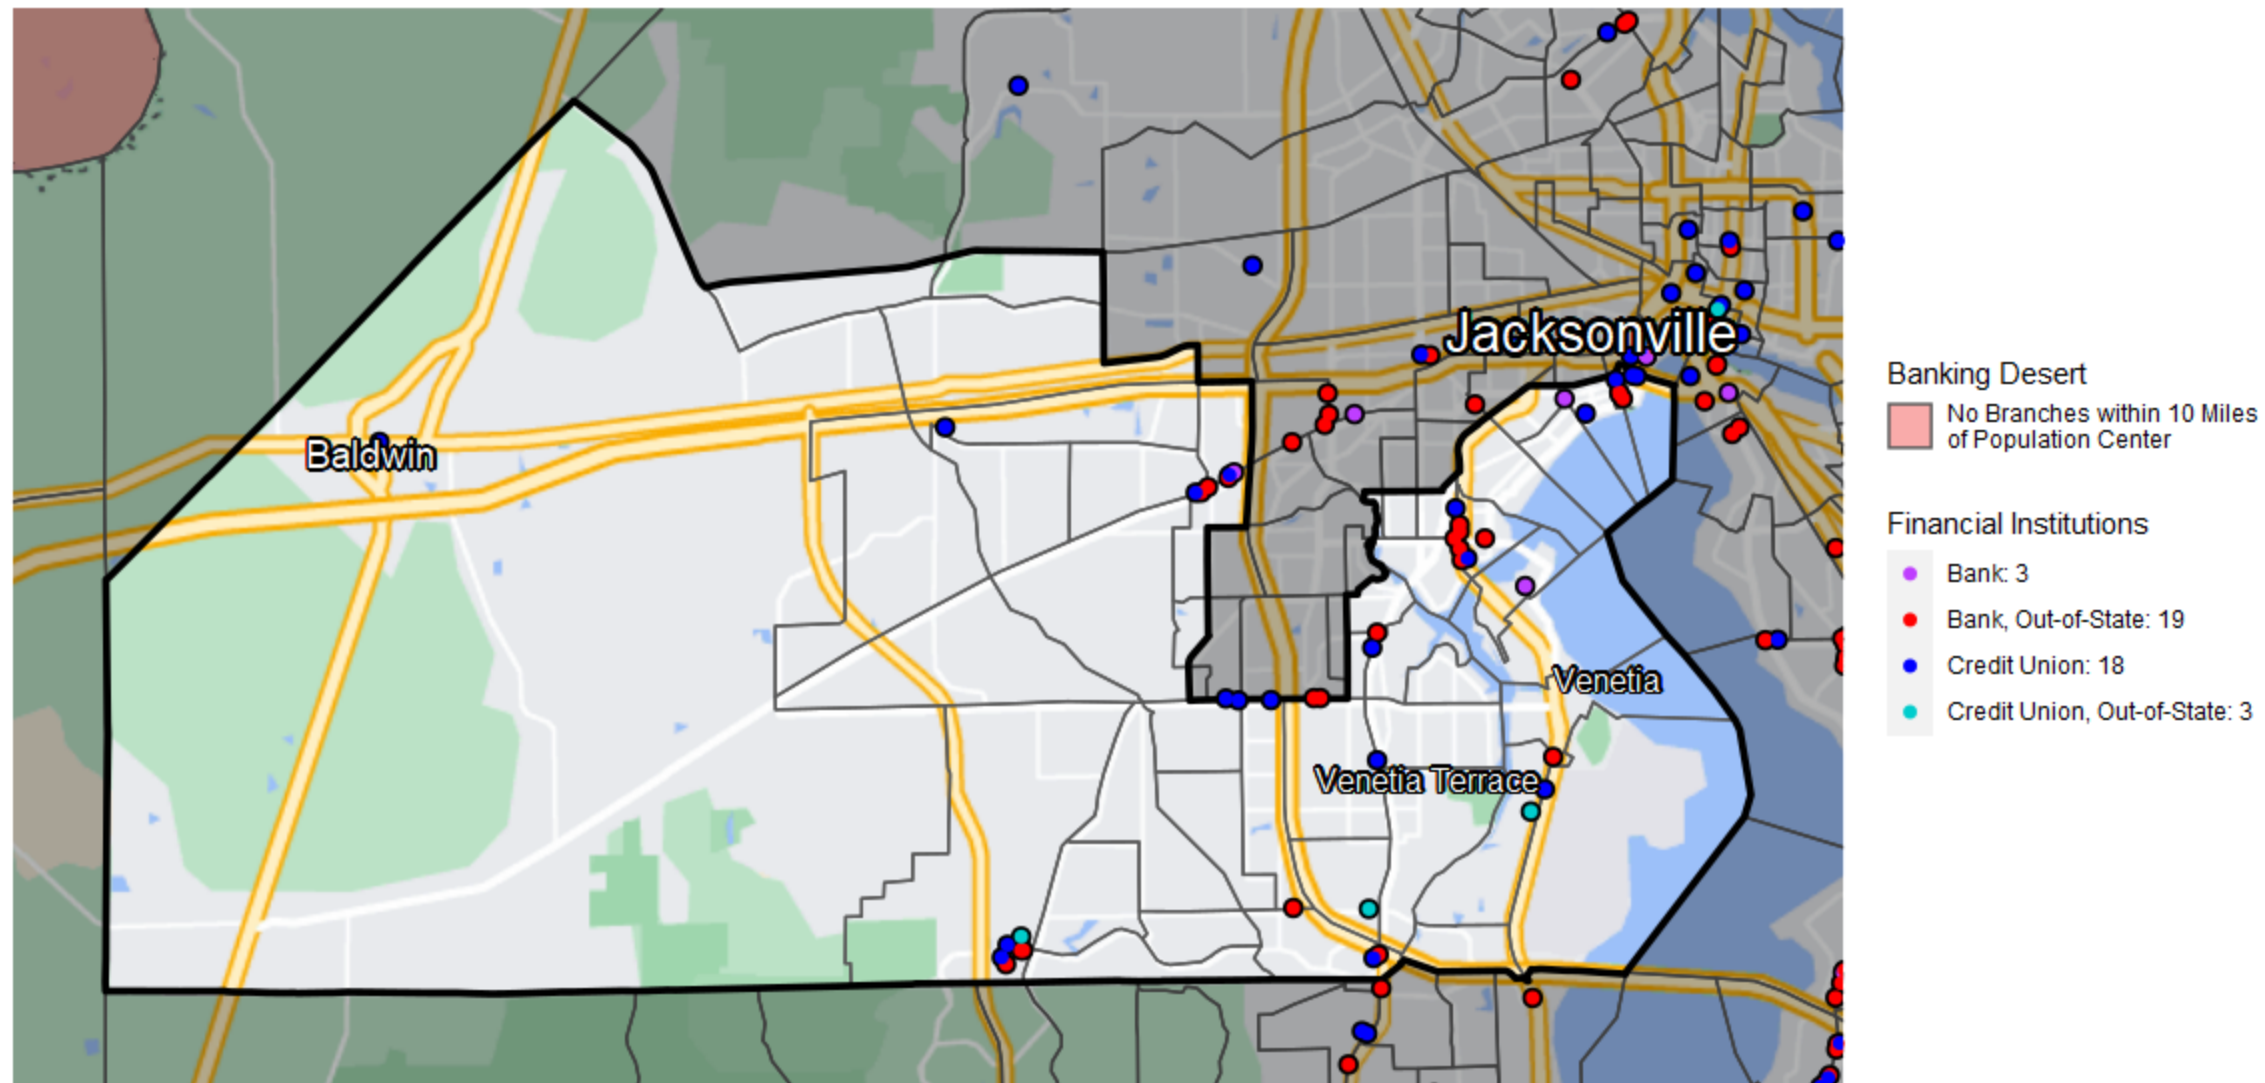 Jacksonville
Baldwin
Venetia
Venetia Terrace
Banking Desert
No Branches within 10 Miles
of Population Center
Financial Institutions
Bank: 3
Bank, Out-of-State: 19
Credit Union: 18
Credit Union, Out-of-State: 3